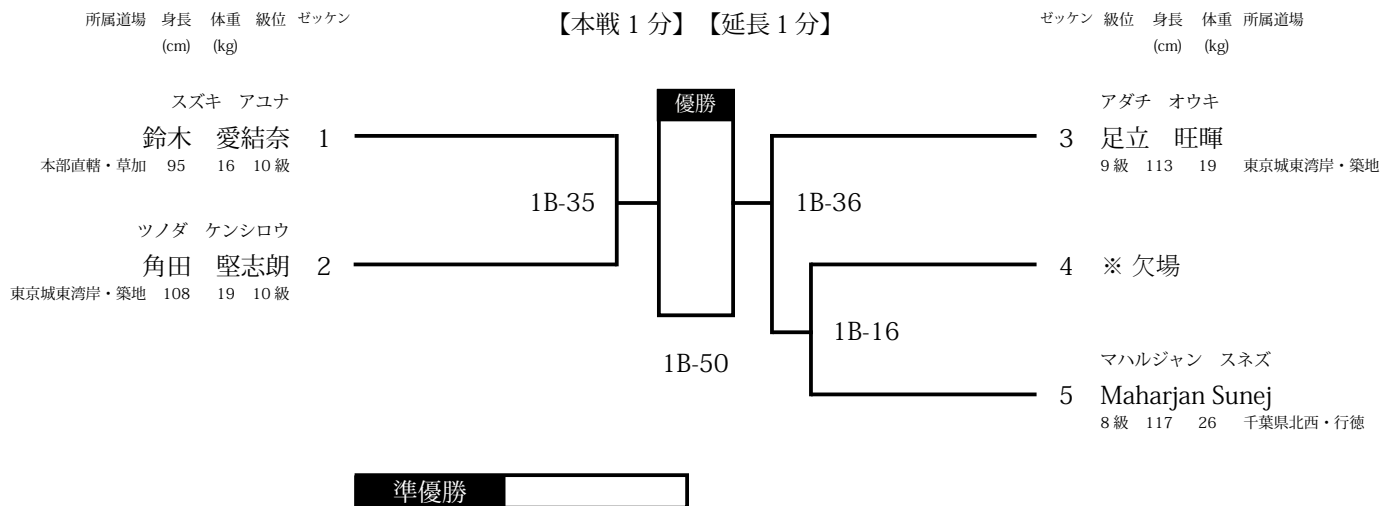 所属道場 身長 体重 級位 ゼッケン
(cm) (kg)
【本戦1分】【延長1分】
ゼッケン 級位 身長 体重 所属道場
(cm) (kg)
スズキ アユナ
鈴木 愛結奈 1
本部直轄・草加 95 16 10級
1B-35
ツノダ ケンシロウ
角田 堅志朗 2
東京城東湾岸・築地 108 19 10級
優勝
1B-50
アダチ オウキ
3 足立 旺暉
9級 113 19 東京城東湾岸・築地
1B-36
4 ※ 欠場
1B-16
マハルジャン スネズ
5 Maharjan Sunej
8級 117 26 千葉県北西・行徳
準優勝